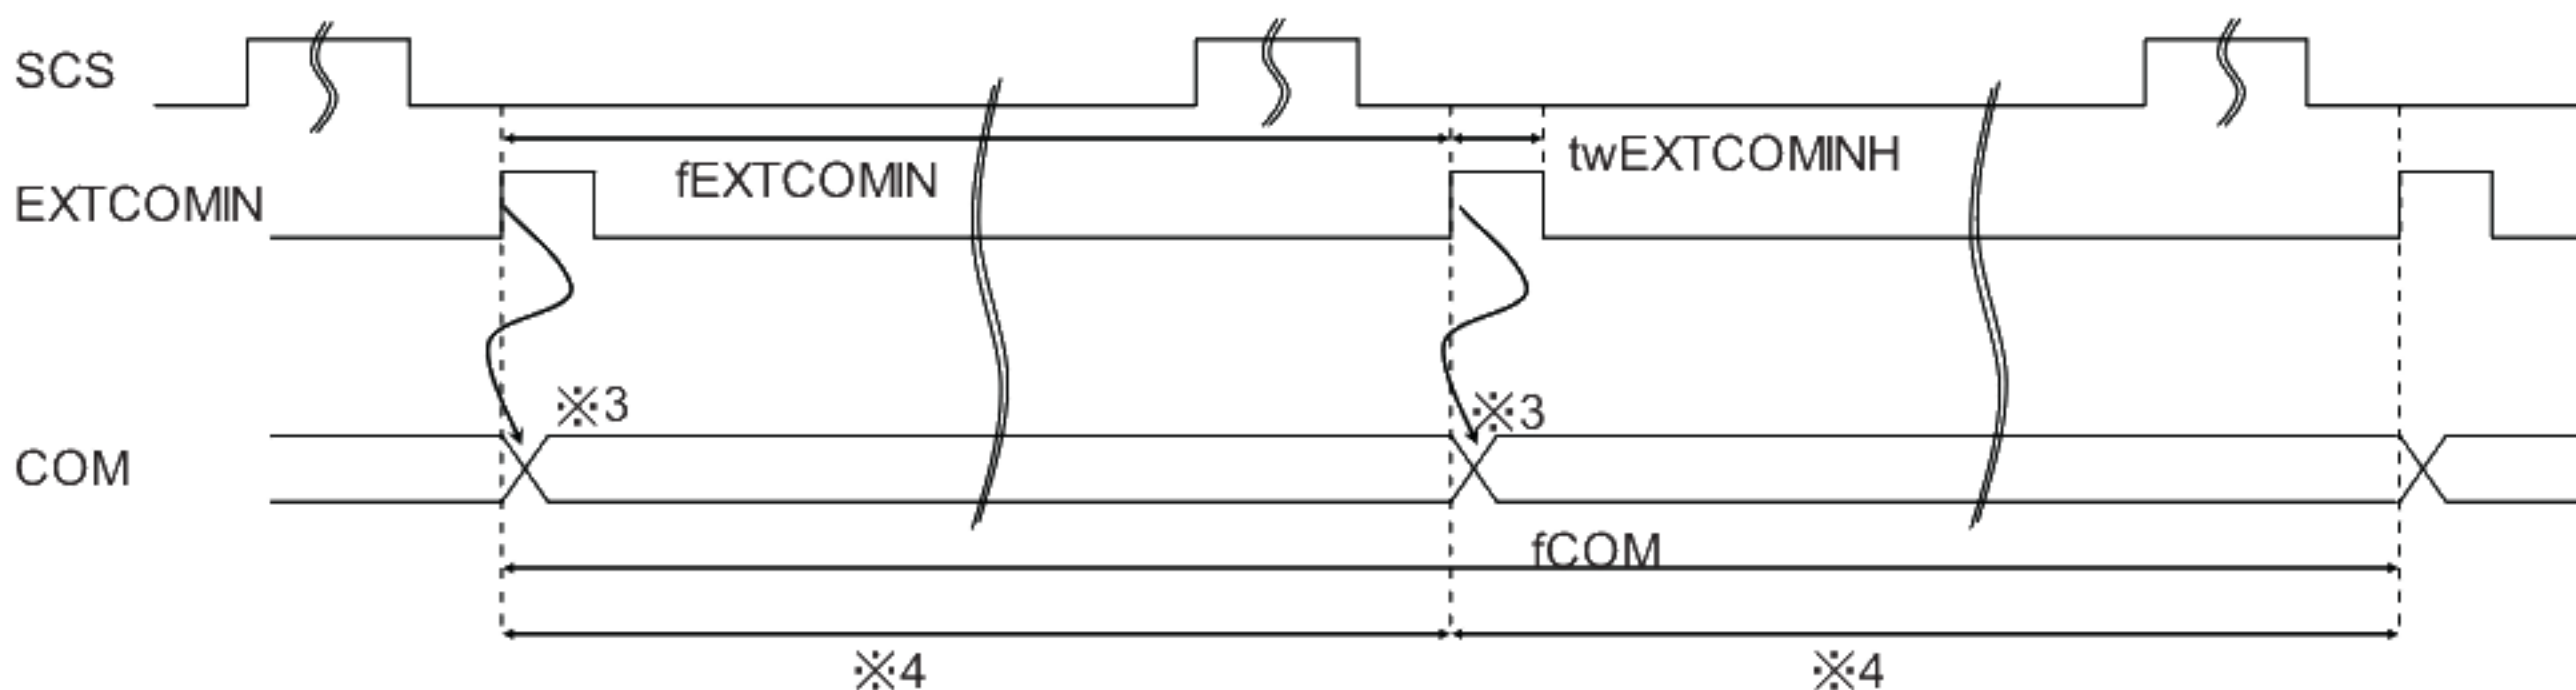 SCS
fEXTCOMIN
twEXTCOMINH
EXTCOMIN
※3
※3
COM
fCOM
※4
※4